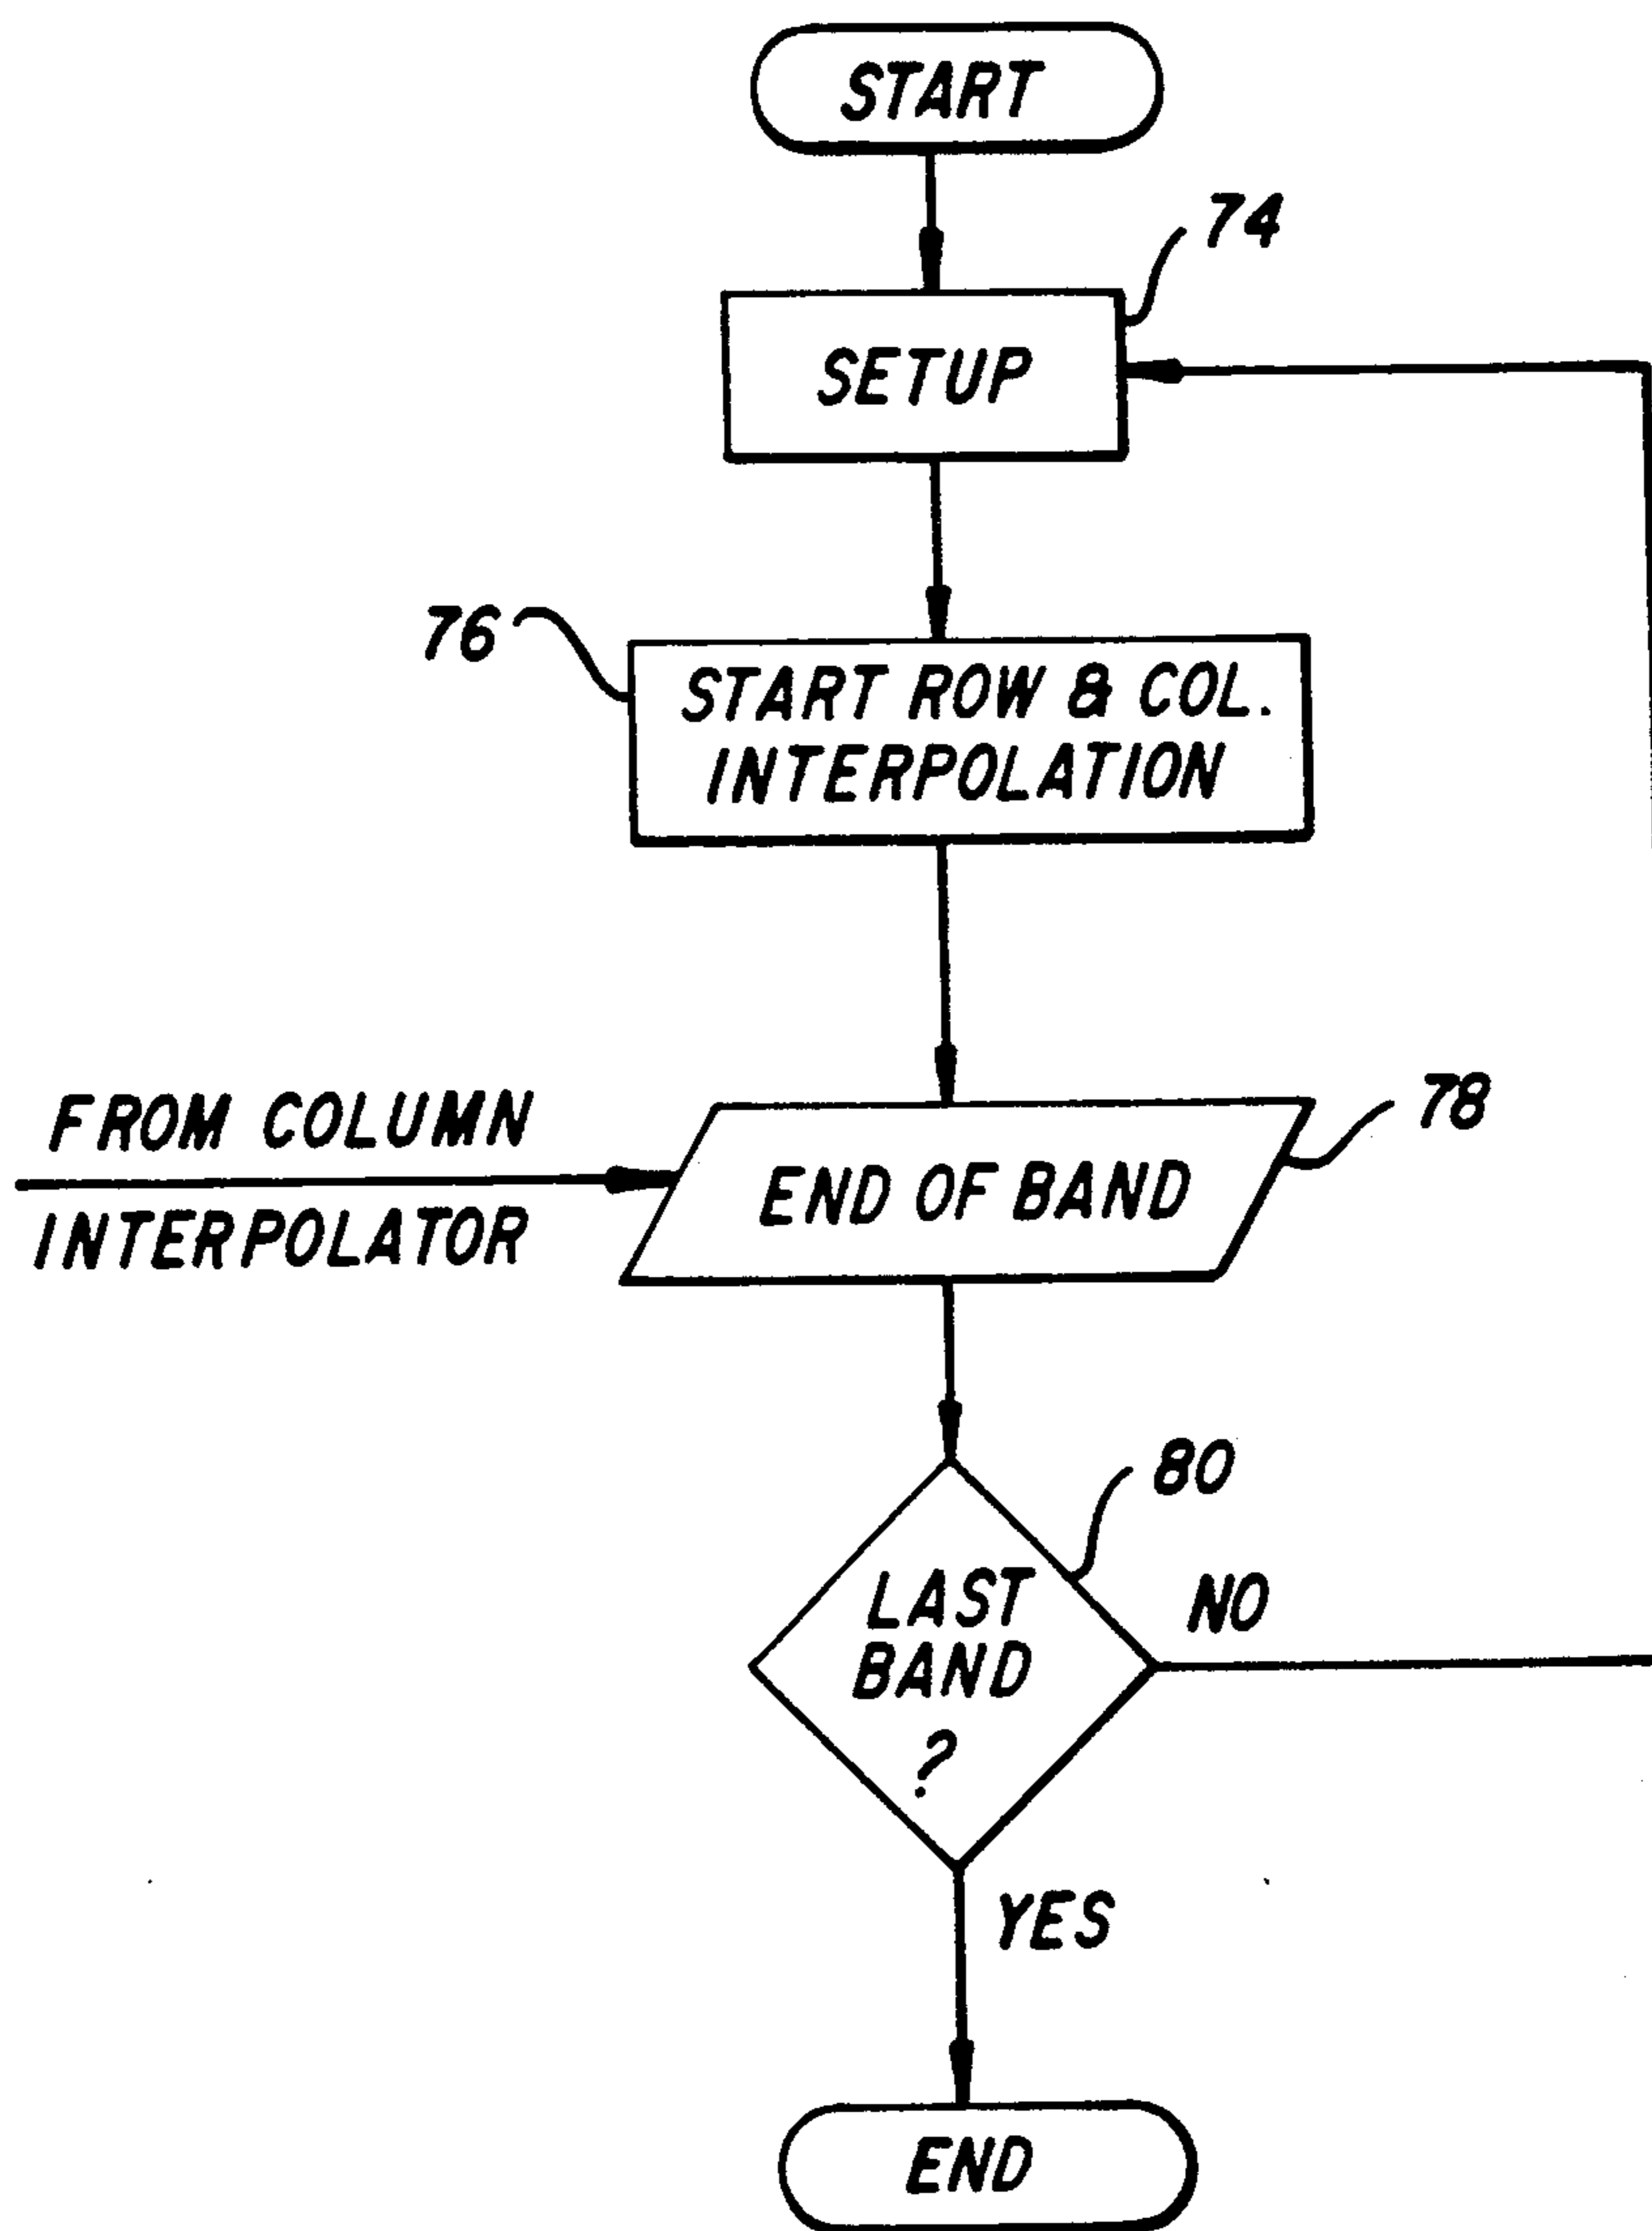 START
74
SETUP
76
START ROW & COL.
INTERPOLATION
FROM COLUMN
INTERPOLATOR
END OF BAND
78
80
LAST
BAND
?
NO
YES
END